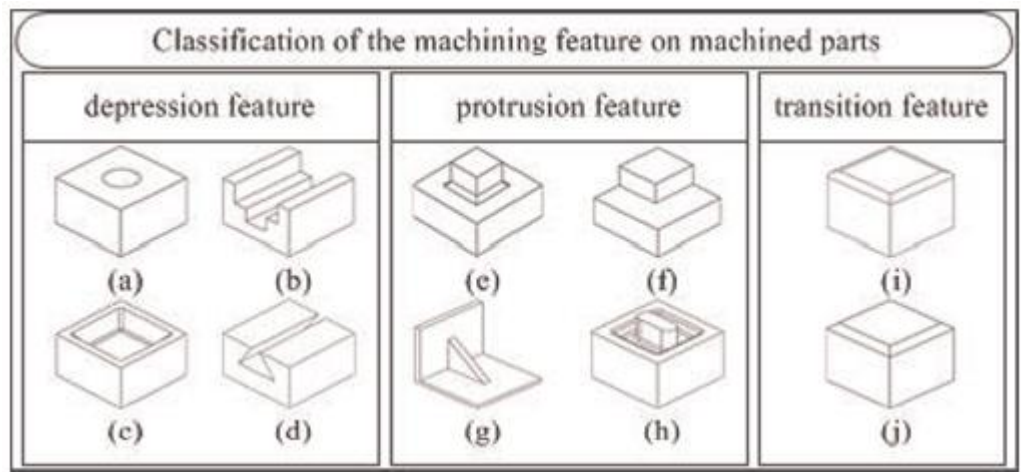 Classification of the machining feature on machined parts
depression feature
protrusion feature
transition feature
(a)
(b)
(e)
(f)
(i)
(c)
(d)
(g)
(h)
(j)